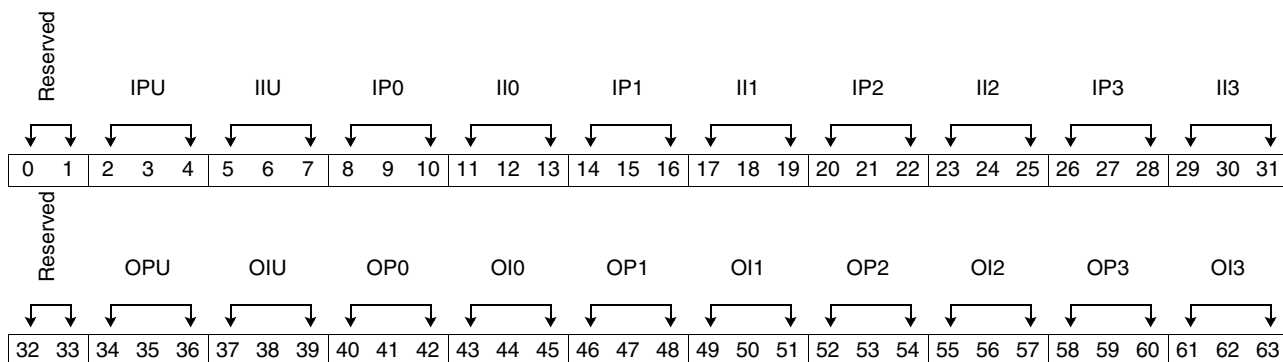 Reserved IPU IIU IP0 II0 IP1 II1 IP2 II2 IP3 II3
0 1 2 3 4 5 6 7 8 9 10 11 12 13 14 15 16 17 18 19 20 21 22 23 24 25 26 27 28 29 30 31
Reserved OPU OIU OP0 OI0 OP1 OI1 OP2 OI2 OP3 OI3
32 33 34 35 36 37 38 39 40 41 42 43 44 45 46 47 48 49 50 51 52 53 54 55 56 57 58 59 60 61 62 63